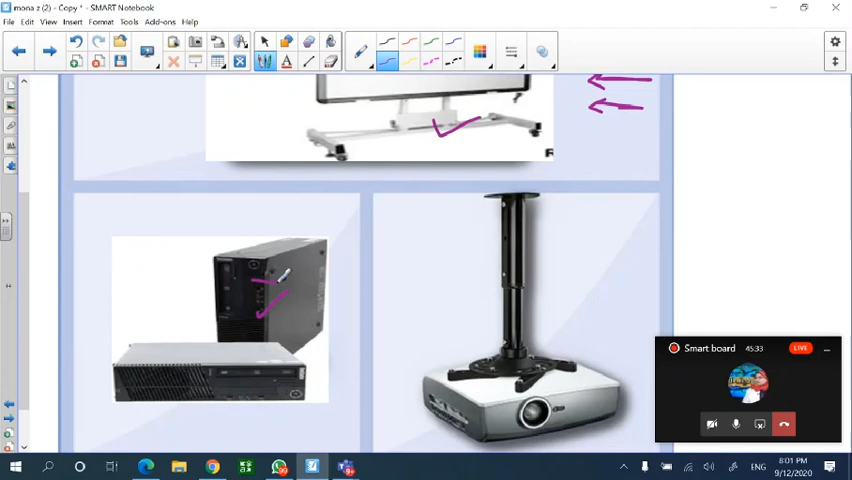 mona z (2) - Copy * - SMART Notebook
File Edit View Insert Format Tools Add-ons Help
A
R
Smart board 45:33 LIVE
99
ENG 8:01 PM
9/12/2020